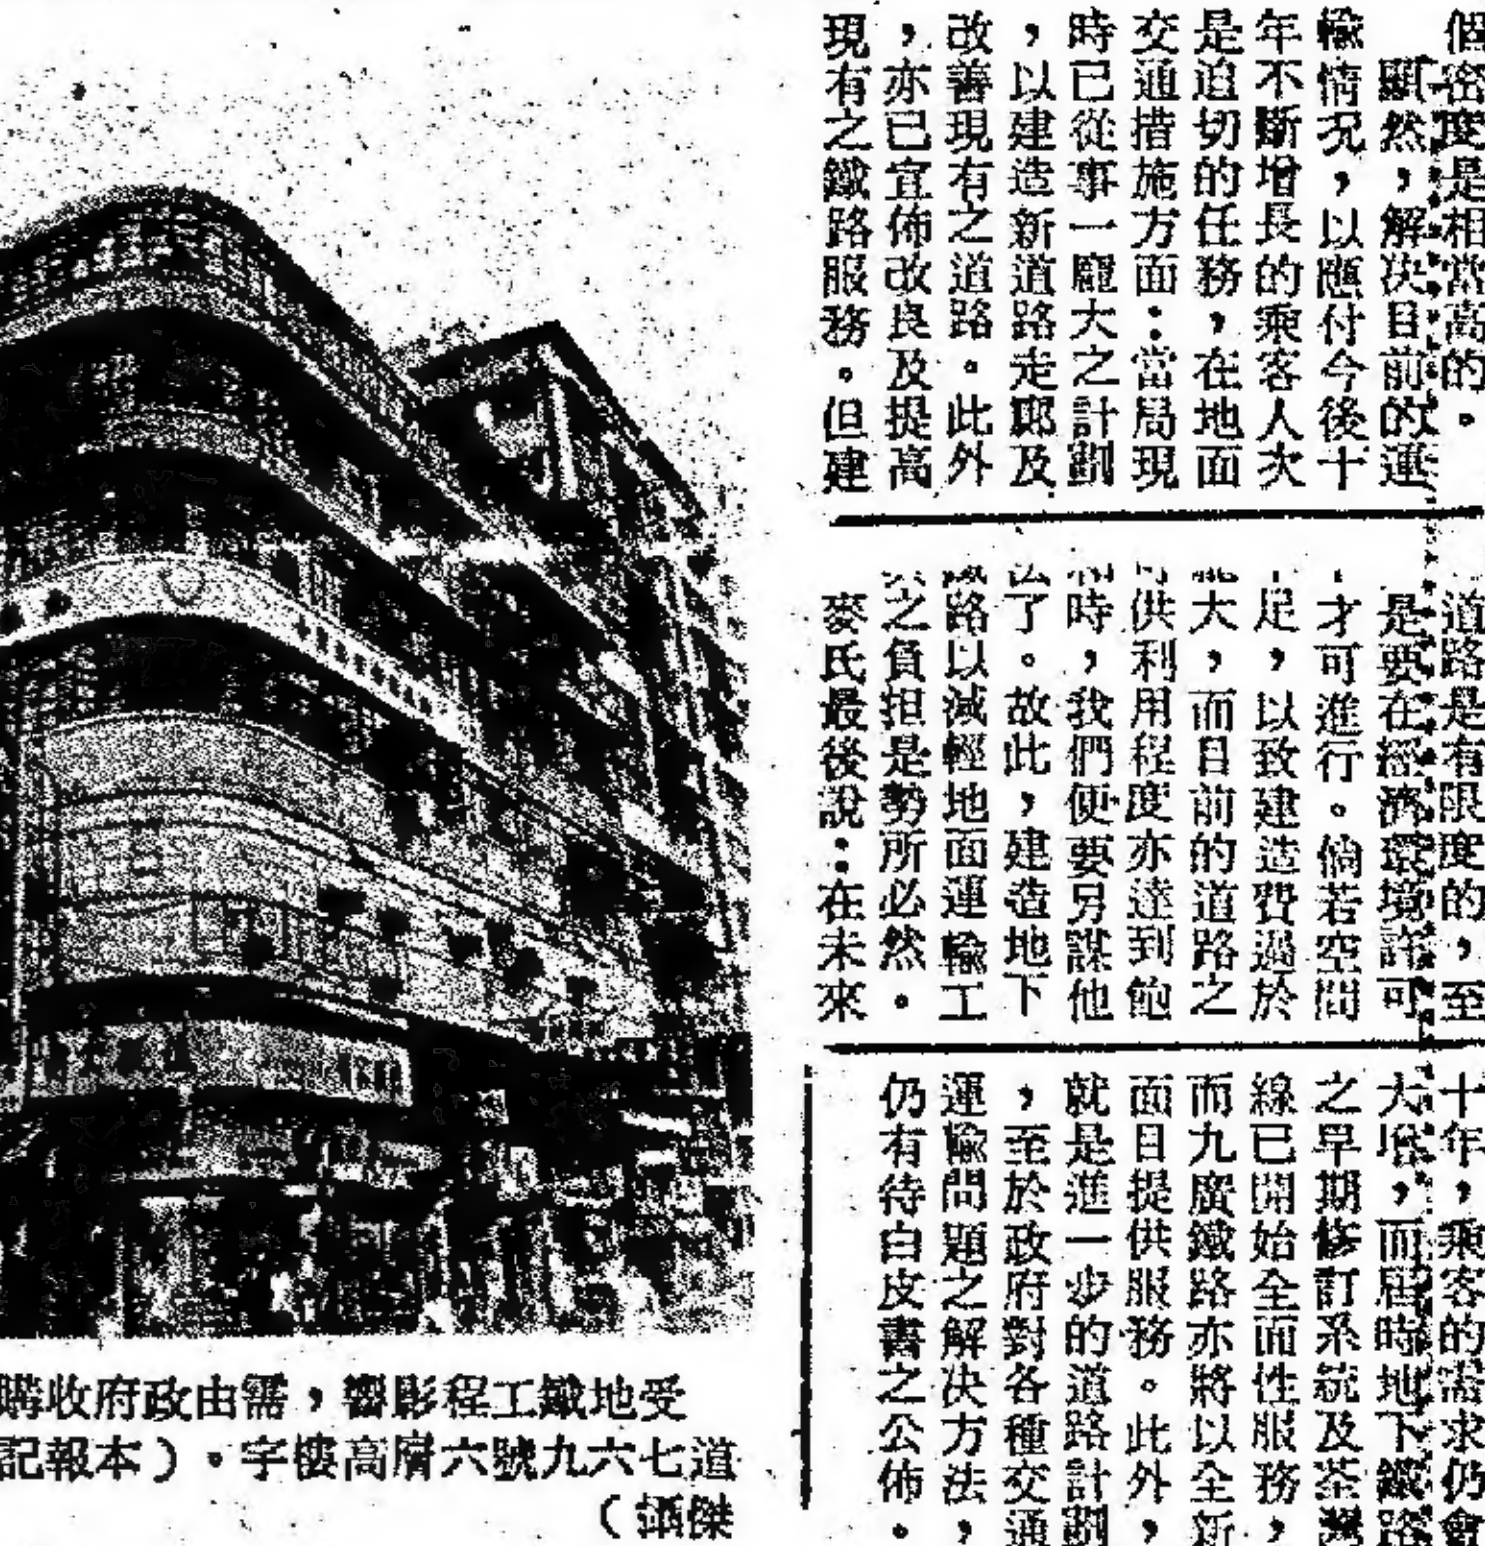 個密度是相當高的。
顯然，解决目前的運
輸情況，以應付今後十
年不斷增長的乘客人次
是迫切的任務，在地面
交通措施方面：當局現
時已從事一龐大之計劃
，以建造新道路走廊及
改善現有之道路。此外
，亦已宣佈改良及提高
現有之鐵路服務。但建
道路是有限度的，至
是要在經濟環境許可
才可進行。倘若空間
足，以致建造費過於
大，而目前的道路之
供利用程度亦達到飽
時，我們便要另謀他
了。故此，建造地下
路以減輕地面運輸工
之負担是勢所必然。
麥氏最後說：在未來
十年，乘客的需求仍會
大增，而屆時地下鐵路
之早期修訂系統及荃灣
線已開始全面性服務，
而九廣鐵路亦將以全新
面目提供服務。此外，
就是進一步的道路計劃
，至於政府對各種交通
運輸問題之解决方法，
仍有待白皮書之公佈。
受地鐵工程影響，需由政府收購
道七六九號六層高樓宇。（本報記
傑攝）